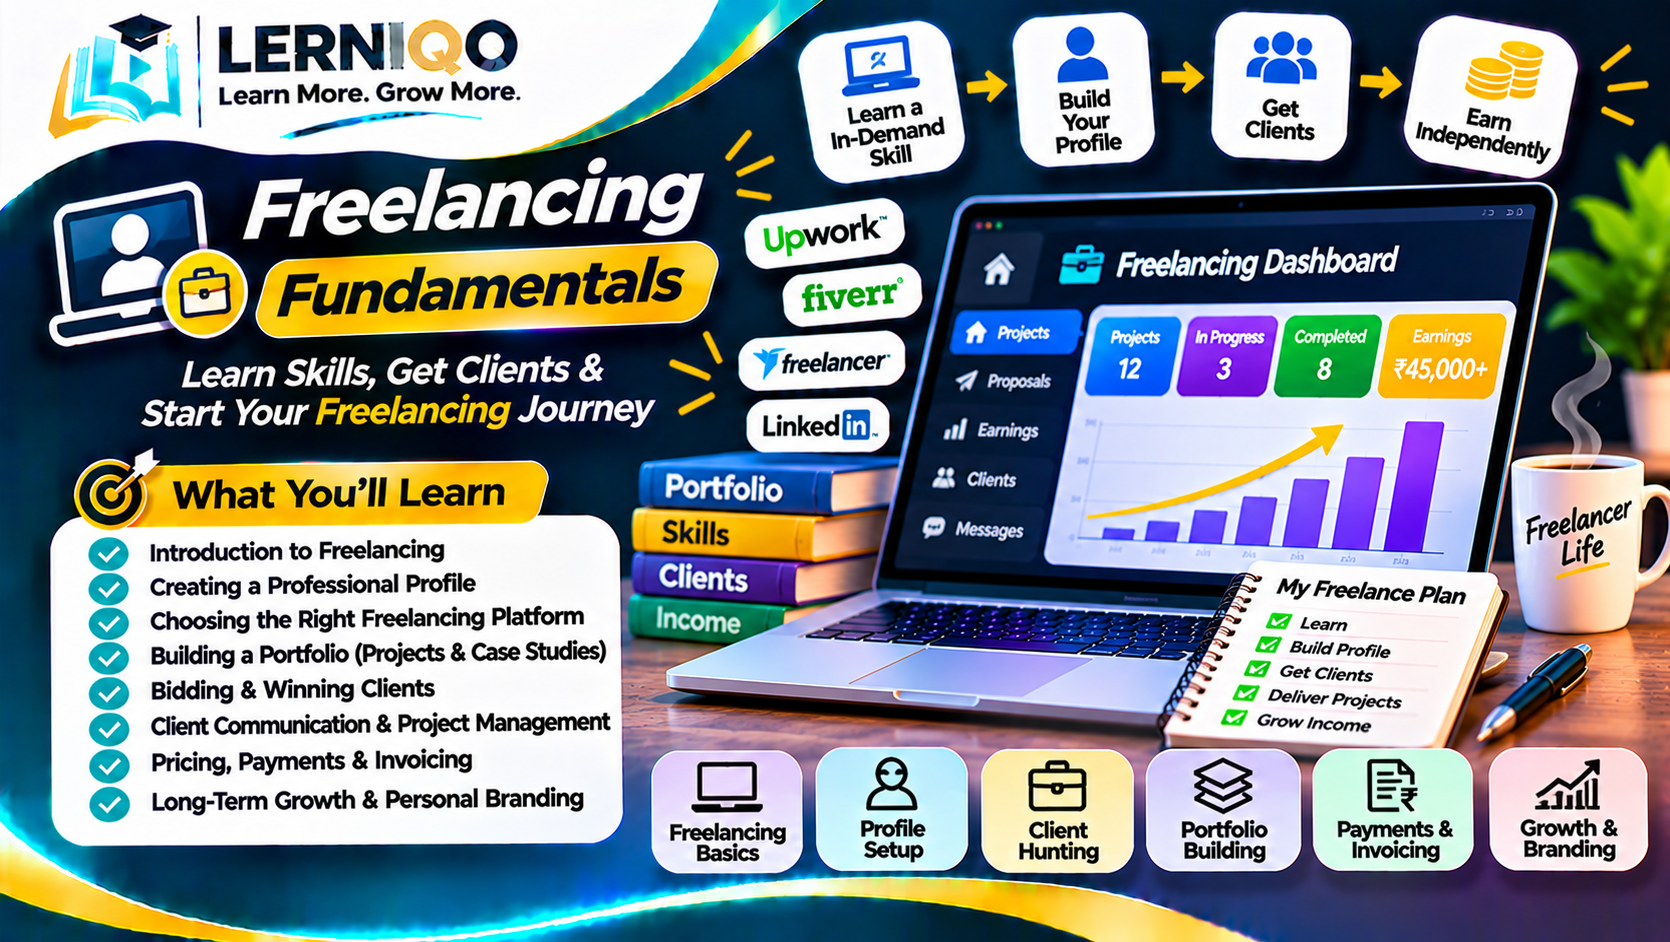 LERNIQO
Learn More. Grow More.
Freelancing
Fundamentals
Learn Skills, Get Clients &
Start Your Freelancing Journey
What You'll Learn
Introduction to Freelancing
Creating a Professional Profile
Choosing the Right Freelancing Platform
Building a Portfolio (Projects & Case Studies)
Bidding & Winning Clients
Client Communication & Project Management
Pricing, Payments & Invoicing
Long-Term Growth & Personal Branding
Learn a
In-Demand
Skill
Build
Your
Profile
Get
Clients
Earn
Independently
Upwork™
fiverr®
freelancer
LinkedIn
Portfolio
Skills
Clients
Income
Freelancing Dashboard
Projects
Proposals
Earnings
Clients
Messages
Projects
12
In Progress
3
Completed
8
Earnings
₹45,000+
My Freelance Plan
Learn
Build Profile
Get Clients
Deliver Projects
Grow Income
Freelancer
Life
Freelancing
Basics
Profile
Setup
Client
Hunting
Portfolio
Building
Payments &
Invoicing
Growth &
Branding